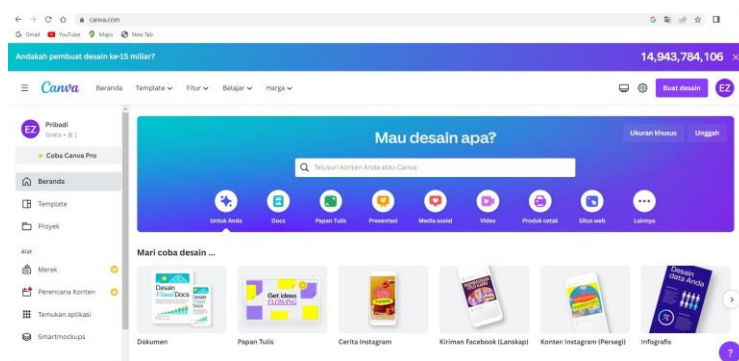 canva.com
Gmail YouTube Maps New Tab
Andakah pembuat desain ke-15 miliar? 14,943,784,106
Canva Beranda Template Fitur Belajar Harga Buat desain EZ
EZ Pribadi
Gratis • 1
Coba Canva Pro
Beranda
Template
Proyek
Alat
Merek
Perencana Konten
Temukan aplikasi
Smartmockups
Mau desain apa?
Ukuran khusus Unggah
Telusuri konten Anda atau Canva
Untuk Anda Docs Papan Tulis Presentasi Media sosial Video Produk cetak Situs web Lainnya
Mari coba desain ...
Desain
Visual Docs
Get ideas
FLOWING
Desain
data Anda
Dokumen Papan Tulis Cerita Instagram Kiriman Facebook (Lanskap) Konten Instagram (Persegi) Infografis
?